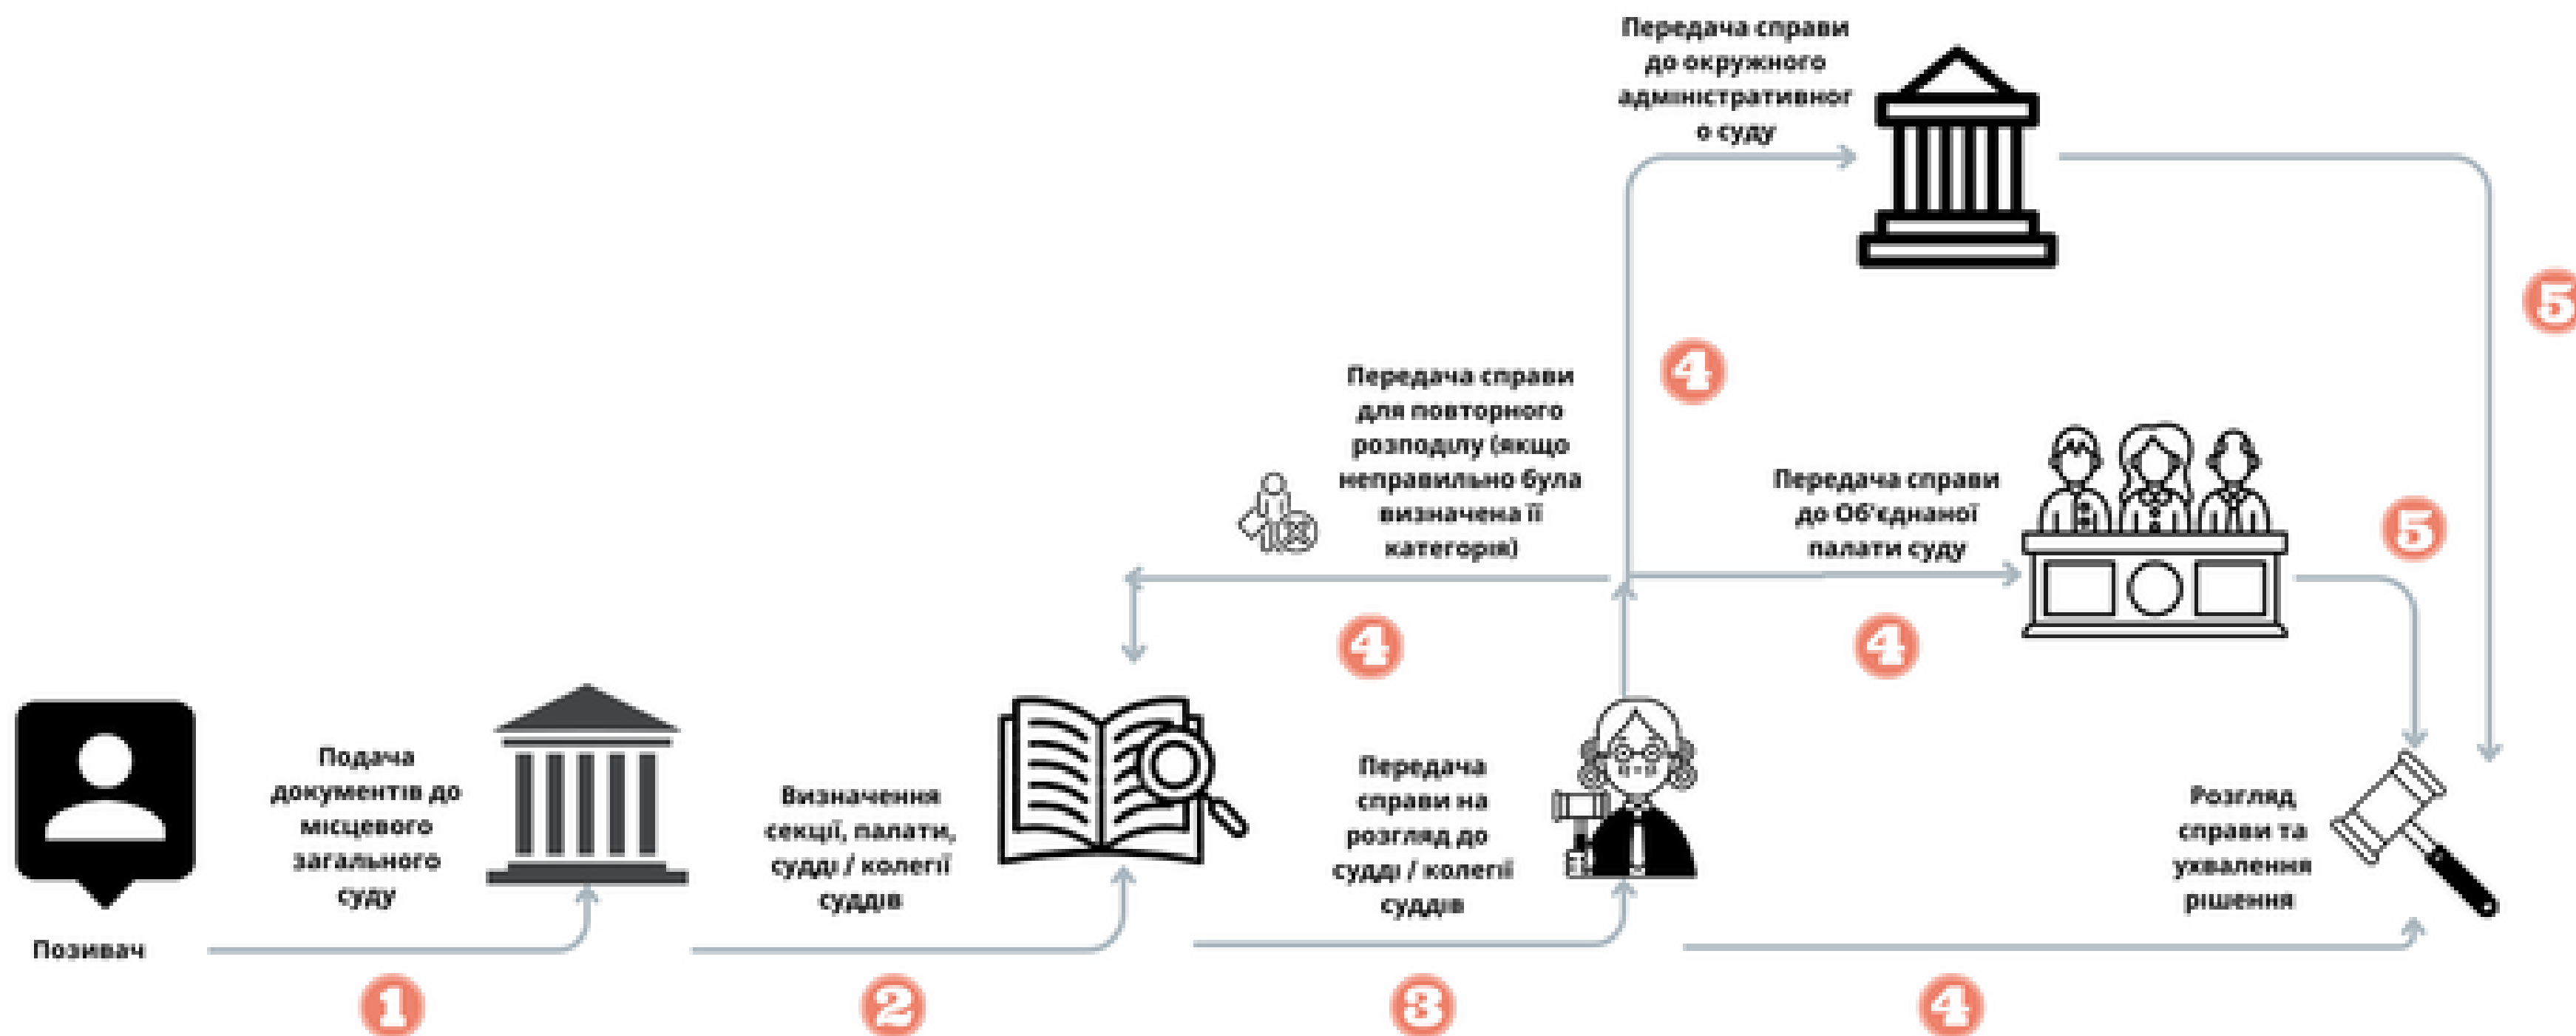 Передача справи
до окружного
адміністративног
о суду
5
4
Передача справи
для повторного
розподілу (якщо
неправильно була
визначена її
категорія)
Передача справи
до Об'єднаної
палати суду
5
4
4
Позивач
Подача
документів до
місцевого
загального
суду
Визначення
секції, палати,
судді / колегії
суддів
Передача
справи на
розгляд до
судді / колегії
суддів
Розгляд
справи та
ухвалення
рішення
1
2
3
4